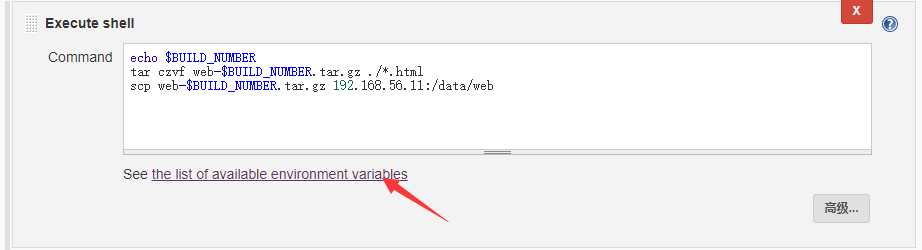 X
Execute shell
Command
echo $BUILD_NUMBER
tar czvf web-$BUILD_NUMBER.tar.gz ./*.html
scp web-$BUILD_NUMBER.tar.gz 192.168.56.11:/data/web
See the list of available environment variables
高级...